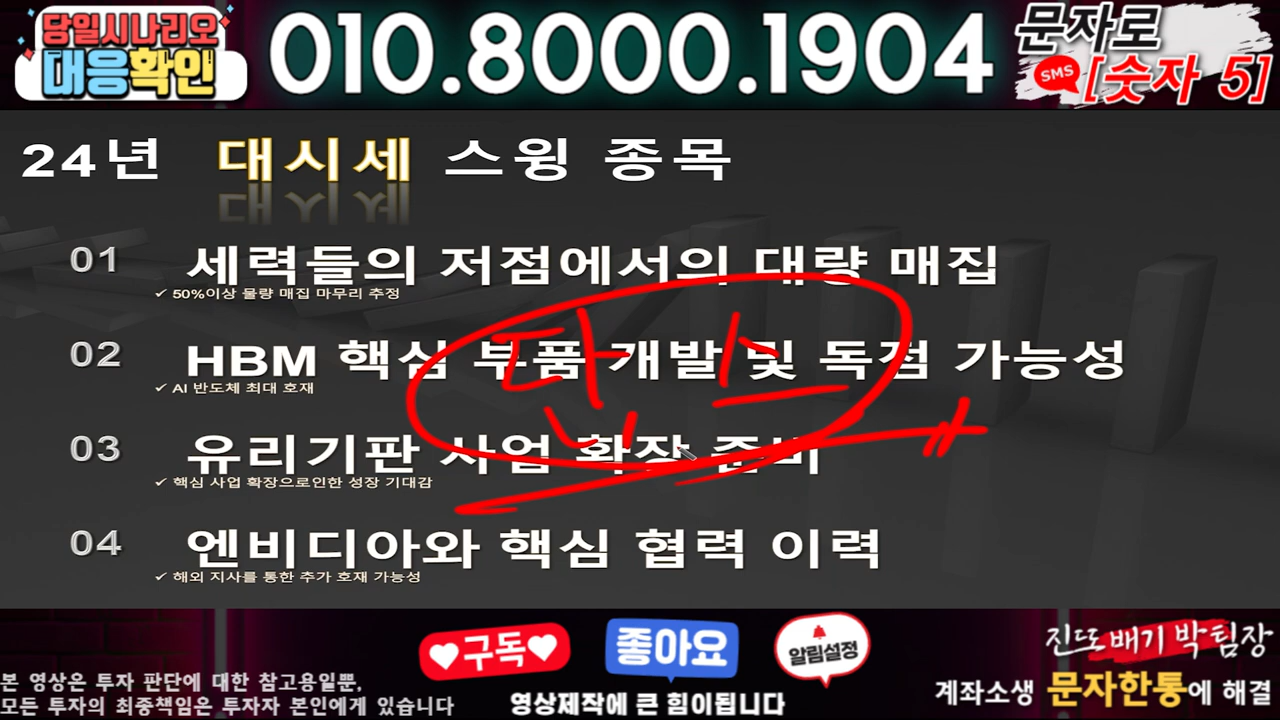 당일시나리오
대응확인
010.8000.1904
문자로
SMS [숫자 5]
24년 대시세 스윙 종목
01 세력들의 저점에서의 대량 매집
✓ 50%이상 물량 매집 마무리 추정
02 HBM 핵심 부품 개발 및 독점 가능성
✓ AI 반도체 최대 호재
탑스
03 유리기판 사업 확장 준비
✓ 핵심 사업 확장으로인한 성장 기대감
04 엔비디아와 핵심 협력 이력
✓ 해외 지사를 통한 추가 호재 가능성
구독
좋아요
알림설정
영상제작에 큰 힘이됩니다
본 영상은 투자 판단에 대한 참고용일뿐,
모든 투자의 최종책임은 투자자 본인에게 있습니다
진또배기 박팀장
계좌소생 문자한통에 해결